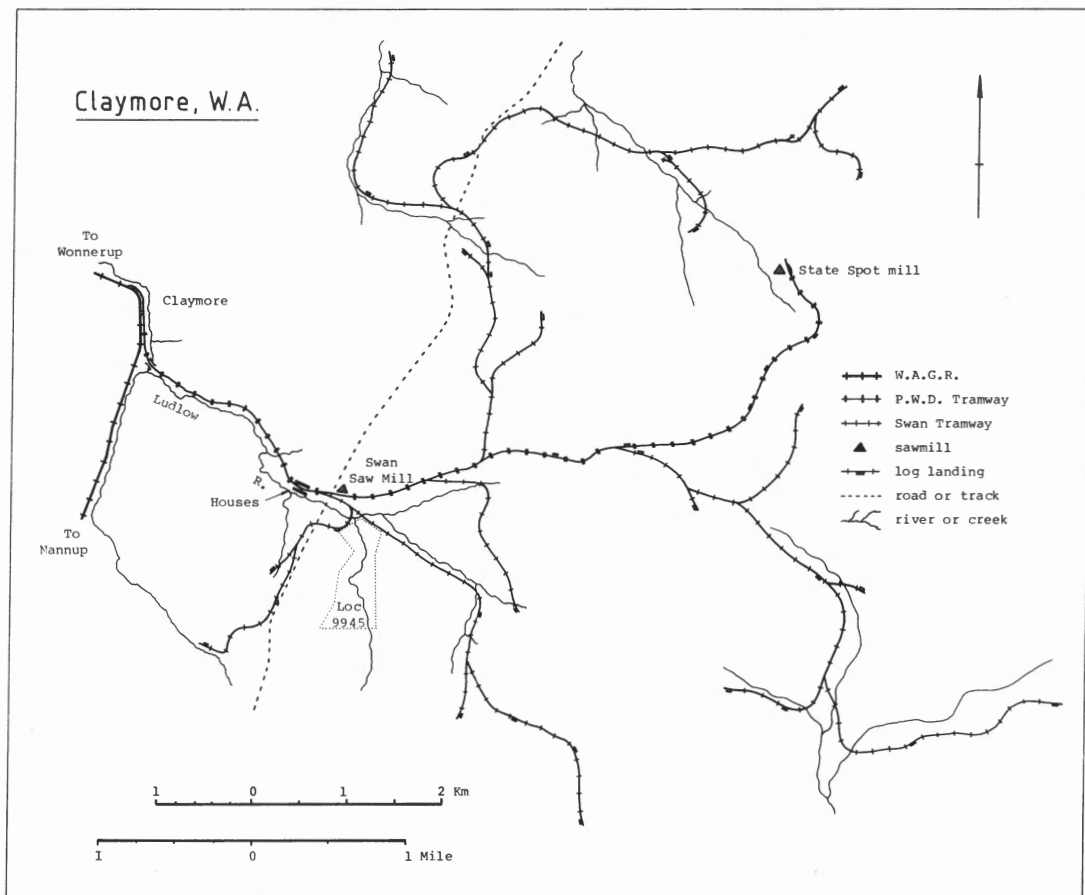 Claymore, W.A.
To
Wonnerup
Claymore
Ludlow
R.
Houses
Swan
Saw Mill
To
Nannup
Loc
9945
State Spot mill
W.A.G.R.
P.W.D. Tramway
Swan Tramway
sawmill
log landing
road or track
river or creek
1 0 1 2 Km
1 0 1 Mile